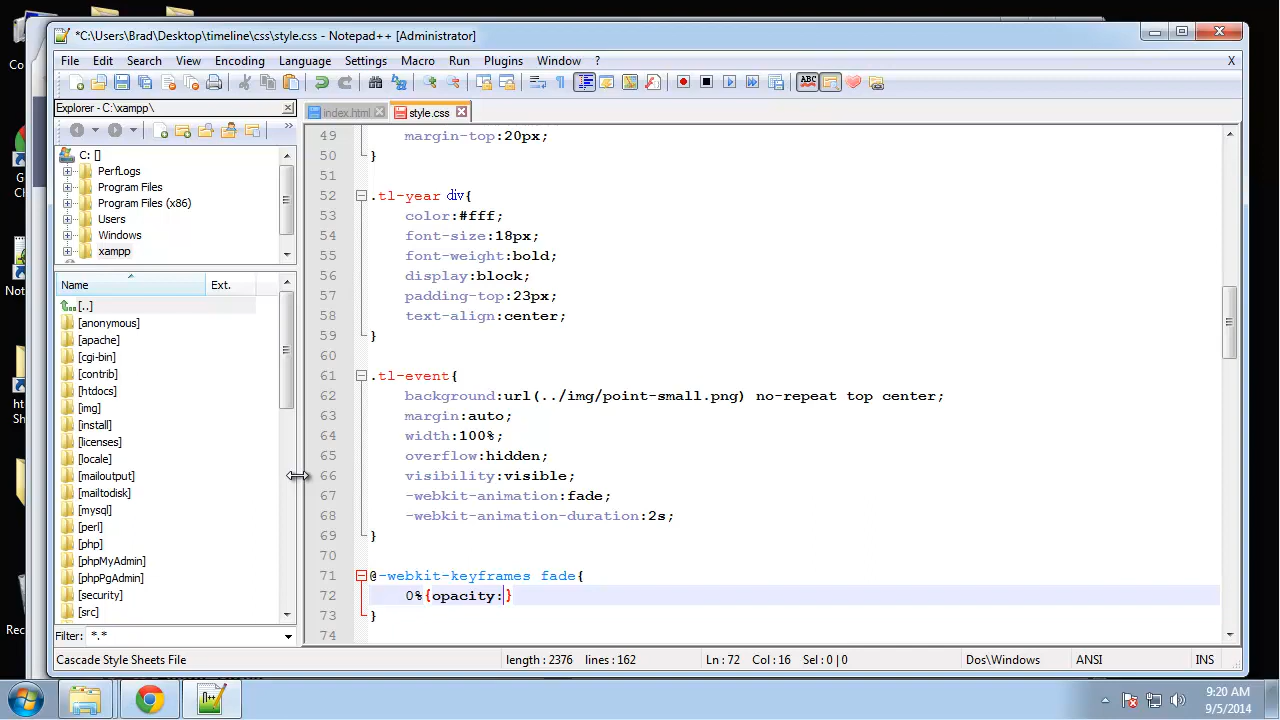 *C:\Users\Brad\Desktop\timeline\css\style.css - Notepad++ [Administrator]
File Edit Search View Encoding Language Settings Macro Run Plugins Window ? X
ABC
Explorer - C:\xampp\
index.html style.css
C: []
PerfLogs
Program Files
Program Files (x86)
Users
Windows
xampp
Name Ext.
[..]
[anonymous]
[apache]
[cgi-bin]
[contrib]
[htdocs]
[img]
[install]
[licenses]
[locale]
[mailoutput]
[mailtodisk]
[mysql]
[perl]
[php]
[phpMyAdmin]
[phpPgAdmin]
[security]
[src]
Filter: *.*
49 margin-top:20px;
50 }
51
52 .tl-year div{
53 color:#fff;
54 font-size:18px;
55 font-weight:bold;
56 display:block;
57 padding-top:23px;
58 text-align:center;
59 }
60
61 .tl-event{
62 background:url(../img/point-small.png) no-repeat top center;
63 margin:auto;
64 width:100%;
65 overflow:hidden;
66 visibility:visible;
67 -webkit-animation:fade;
68 -webkit-animation-duration:2s;
69 }
70
71 @-webkit-keyframes fade{
72 0%{opacity:}
73 }
74
Cascade Style Sheets File length : 2376 lines : 162 Ln : 72 Col : 16 Sel : 0 | 0 Dos\Windows ANSI INS
9:20 AM
9/5/2014